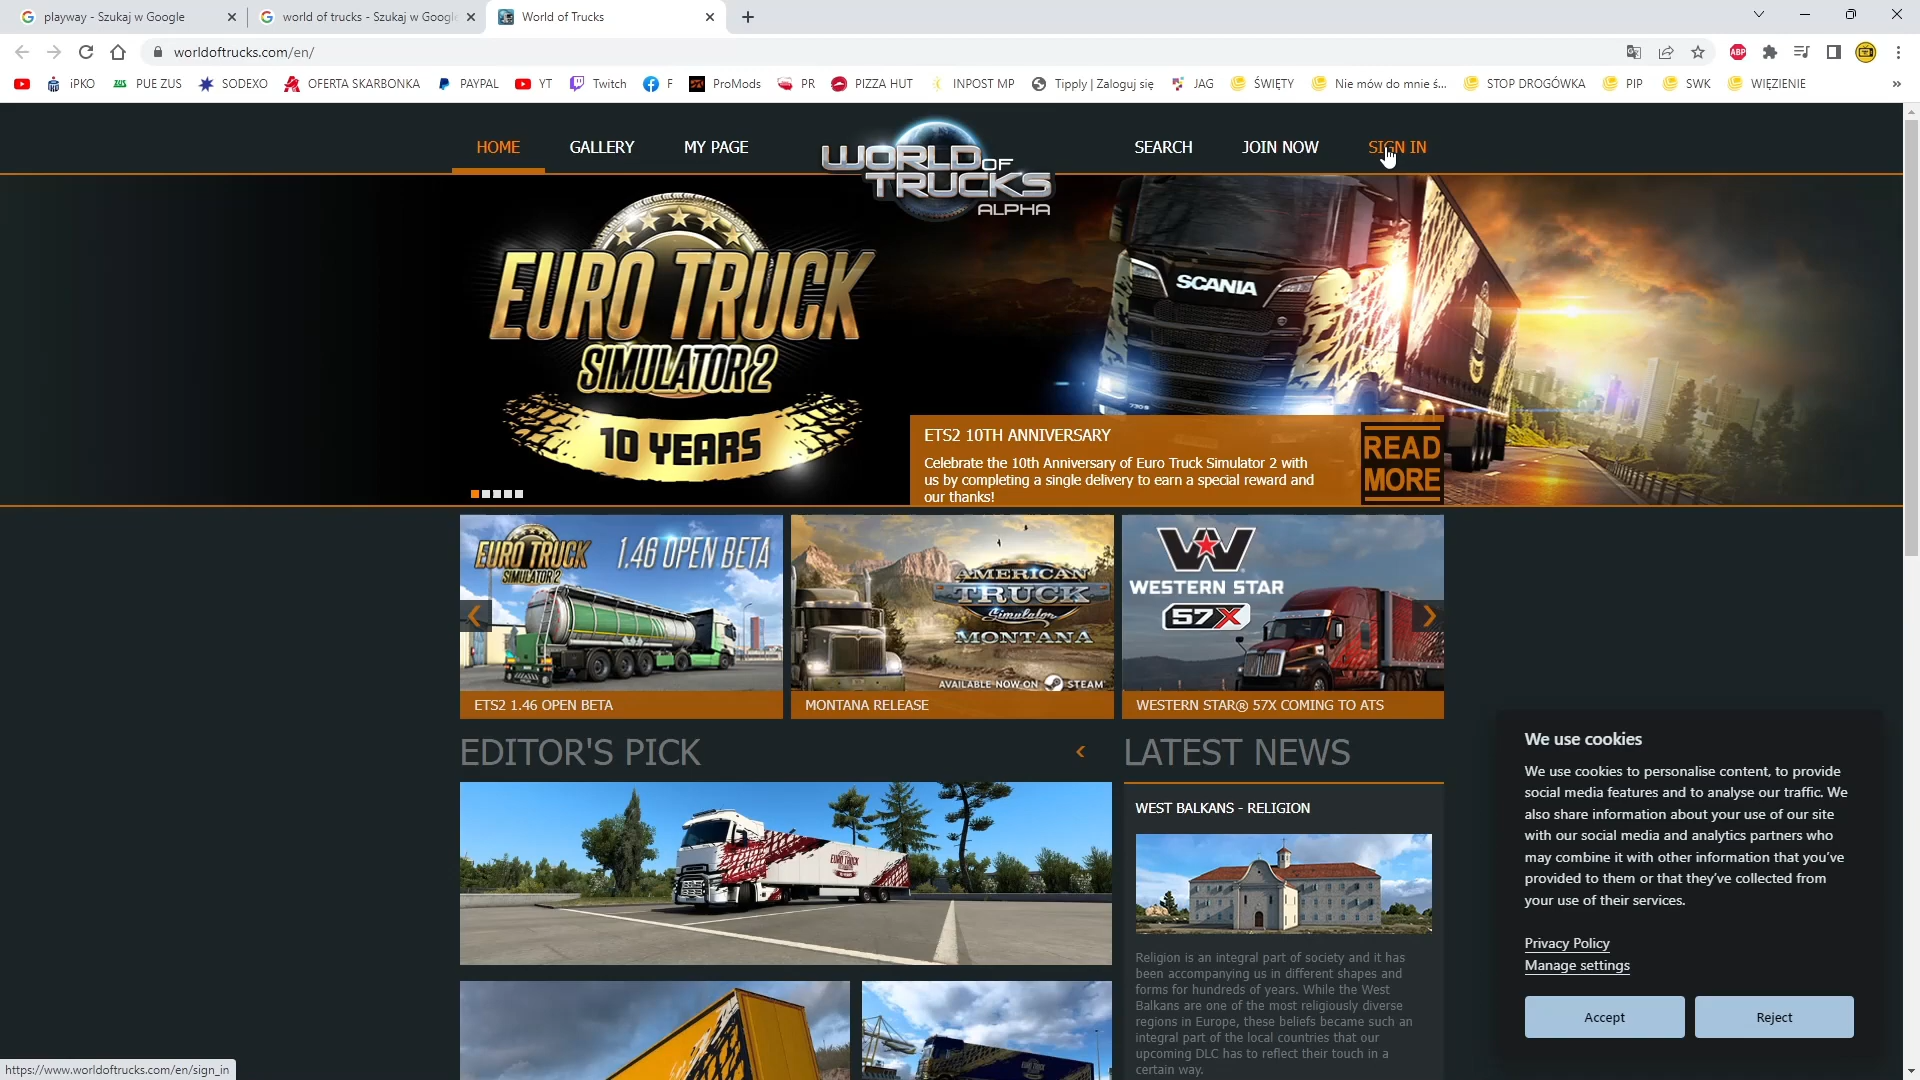 playway - Szukaj w Google
world of trucks - Szukaj w Google
World of Trucks
worldoftrucks.com/en/
ABP
iPKO
ZUS
PUE ZUS
SODEXO
OFERTA SKARBONKA
PAYPAL
YT
Twitch
F
ProMods
PR
PIZZA HUT
INPOST MP
Tipply | Zaloguj się
JAG
ŚWIĘTY
Nie mów do mnie ś...
STOP DROGÓWKA
PIP
SWK
WIĘZIENIE
»
HOME
GALLERY
MY PAGE
WORLD OF
TRUCKS
ALPHA
SEARCH
JOIN NOW
SIGN IN
EURO TRUCK
SIMULATOR 2
10 YEARS
SCANIA
ETS2 10TH ANNIVERSARY
Celebrate the 10th Anniversary of Euro Truck Simulator 2 with
us by completing a single delivery to earn a special reward and
our thanks!
READ
MORE
EURO TRUCK
SIMULATOR 2
1.46 OPEN BETA
ETS2 1.46 OPEN BETA
AMERICAN
TRUCK
Simulator
MONTANA
AVAILABLE NOW ON STEAM
MONTANA RELEASE
WESTERN STAR
57X
WESTERN STAR® 57X COMING TO ATS
EDITOR'S PICK
LATEST NEWS
WEST BALKANS - RELIGION
Religion is an integral part of society and it has
been accompanying us in different shapes and
forms for hundreds of years. While the West
Balkans are one of the most religiously diverse
regions in Europe, these beliefs became such an
integral part of the local countries that our
upcoming DLC has to reflect their touch in a
certain way.
We use cookies
We use cookies to personalise content, to provide
social media features and to analyse our traffic. We
also share information about your use of our site
with our social media and analytics partners who
may combine it with other information that you've
provided to them or that they've collected from
your use of their services.
Privacy Policy
Manage settings
Accept
Reject
https://www.worldoftrucks.com/en/sign_in